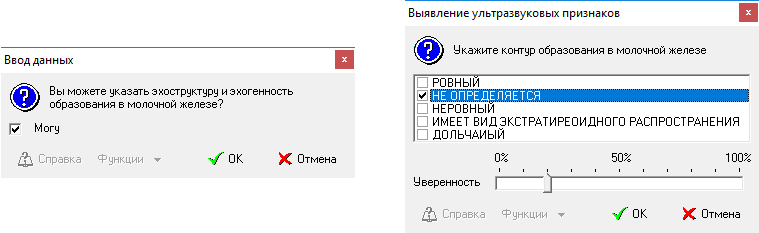 Ввод данных
Вы можете указать эхоструктуру и эхогенность
образования в молочной железе?
Могу
Справка Функции OK Отмена
Выявление ультразвуковых признаков
Укажите контур образования в молочной железе
РОВНЫЙ
НЕ ОПРЕДЕЛЯЕТСЯ
НЕРОВНЫЙ
ИМЕЕТ ВИД ЭКСТРАТИРЕОИДНОГО РАСПРОСТРАНЕНИЯ
ДОЛЬЧАИЫЙ
0% 50% 100%
Уверенность
Справка Функции OK Отмена